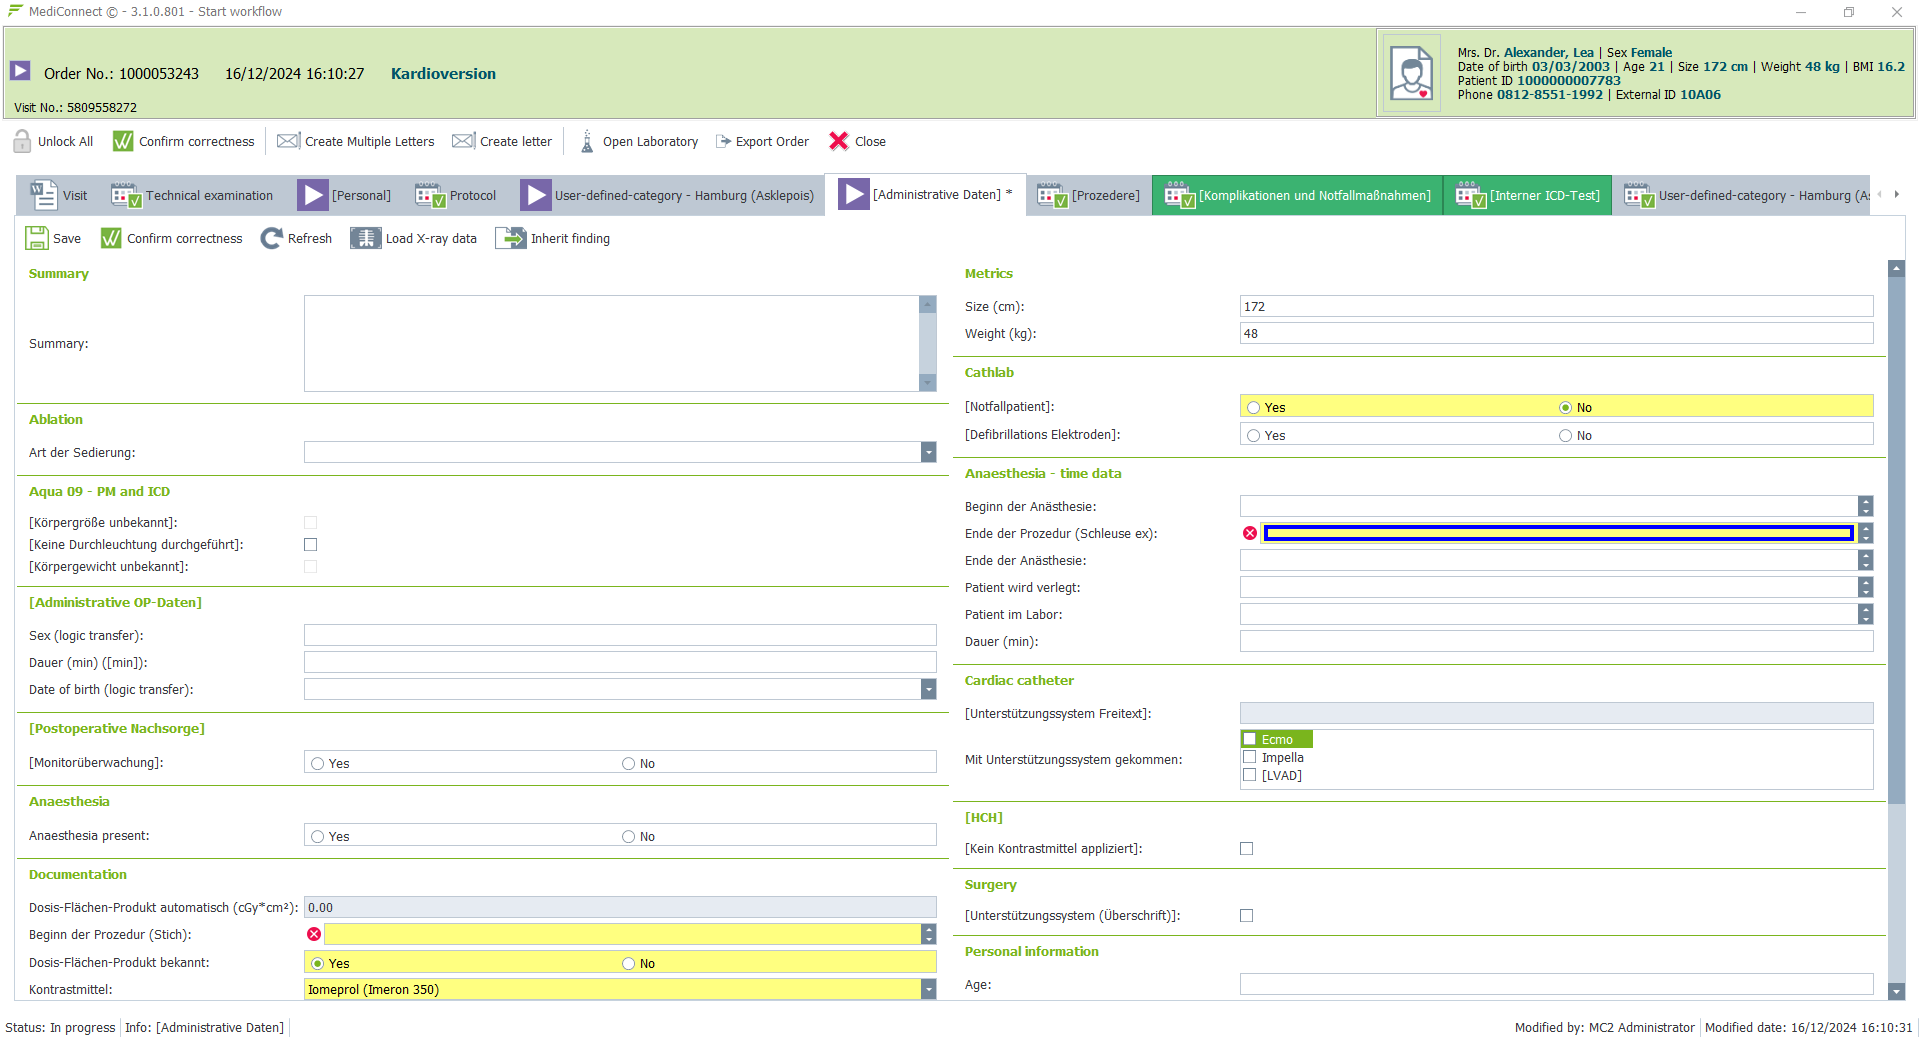 MediConnect © - 3.1.0.801 - Start workflow
Order No.: 1000053243 16/12/2024 16:10:27 Kardioversion
Visit No.: 5809558272
Mrs. Dr. Alexander, Lea | Sex Female
Date of birth 03/03/2003 | Age 21 | Size 172 cm | Weight 48 kg | BMI 16.2
Patient ID 1000000007783
Phone 0812-8551-1992 | External ID 10A06
Unlock All Confirm correctness Create Multiple Letters Create letter Open Laboratory Export Order Close
Visit Technical examination [Personal] Protocol User-defined-category - Hamburg (Asklepois) [Administrative Daten] * [Prozedere] [Komplikationen und Notfallmaßnahmen] [Interner ICD-Test] User-defined-category - Hamburg (As
Save Confirm correctness Refresh Load X-ray data Inherit finding
Summary
Summary:
Ablation
Art der Sedierung:
Aqua 09 - PM and ICD
[Körpergröße unbekannt]:
[Keine Durchleuchtung durchgeführt]:
[Körpergewicht unbekannt]:
[Administrative OP-Daten]
Sex (logic transfer):
Dauer (min) ([min]):
Date of birth (logic transfer):
[Postoperative Nachsorge]
[Monitorüberwachung]: Yes No
Anaesthesia
Anaesthesia present: Yes No
Documentation
Dosis-Flächen-Produkt automatisch (cGy*cm²): 0.00
Beginn der Prozedur (Stich):
Dosis-Flächen-Produkt bekannt: Yes No
Kontrastmittel: Iomeprol (Imeron 350)
Metrics
Size (cm): 172
Weight (kg): 48
Cathlab
[Notfallpatient]: Yes No
[Defibrillations Elektroden]: Yes No
Anaesthesia - time data
Beginn der Anästhesie:
Ende der Prozedur (Schleuse ex):
Ende der Anästhesie:
Patient wird verlegt:
Patient im Labor:
Dauer (min):
Cardiac catheter
[Unterstützungssystem Freitext]:
Mit Unterstützungssystem gekommen:
Ecmo
Impella
[LVAD]
[HCH]
[Kein Kontrastmittel appliziert]:
Surgery
[Unterstützungssystem (Überschrift)]:
Personal information
Age:
Status: In progress Info: [Administrative Daten] Modified by: MC2 Administrator Modified date: 16/12/2024 16:10:31